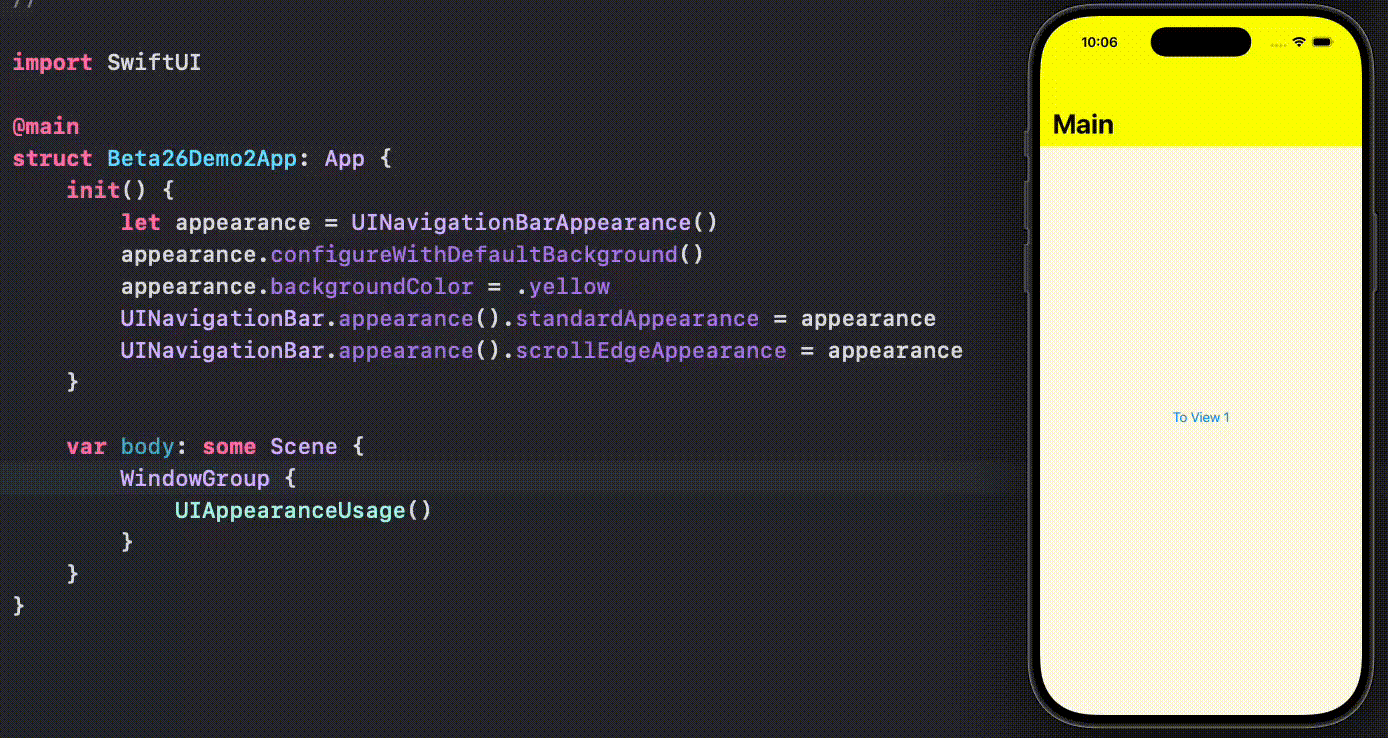 //
import SwiftUI
@main
struct Beta26Demo2App: App {
    init() {
        let appearance = UINavigationBarAppearance()
        appearance.configureWithDefaultBackground()
        appearance.backgroundColor = .yellow
        UINavigationBar.appearance().standardAppearance = appearance
        UINavigationBar.appearance().scrollEdgeAppearance = appearance
    }
    var body: some Scene {
        WindowGroup {
            UIAppearanceUsage()
        }
    }
}
10:06
Main
To View 1